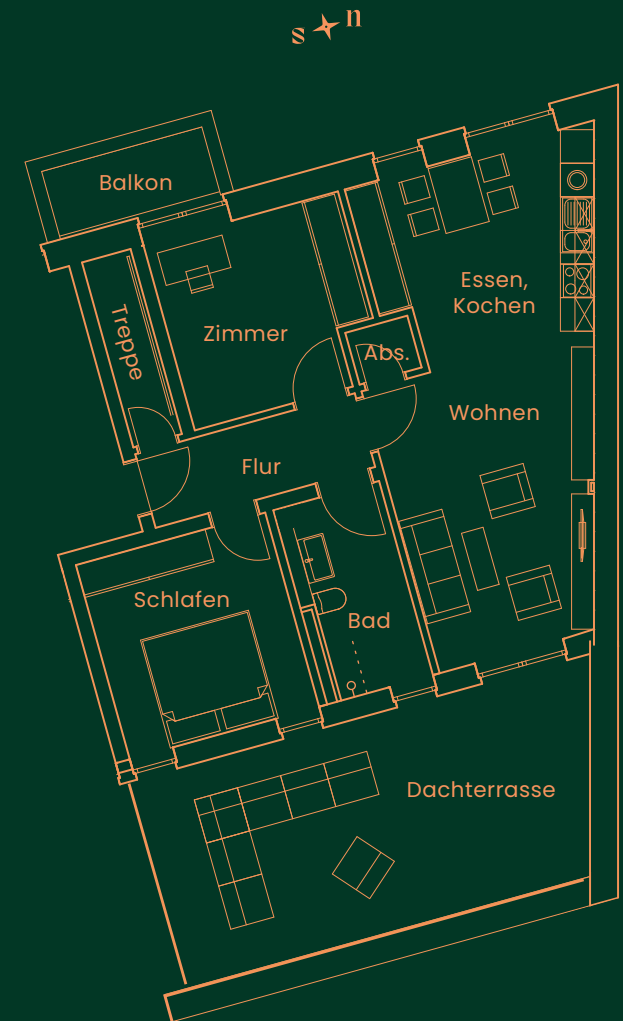 s n
Balkon
Essen,
Kochen
Treppe
Zimmer
Abs.
Wohnen
Flur
Schlafen
Bad
Dachterrasse